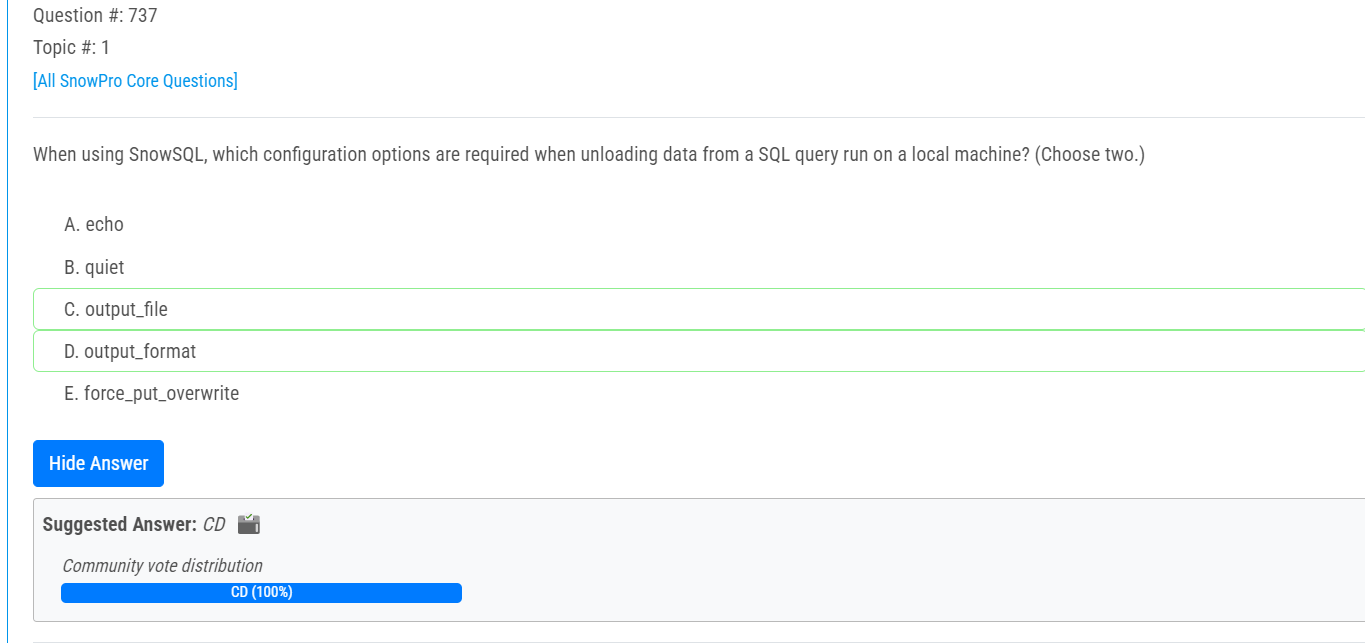 Question #: 737
Topic #: 1
[All SnowPro Core Questions]
When using SnowSQL, which configuration options are required when unloading data from a SQL query run on a local machine? (Choose two.)
A. echo
B. quiet
C. output_file
D. output_format
E. force_put_overwrite
Hide Answer
Suggested Answer: CD
Community vote distribution
CD (100%)